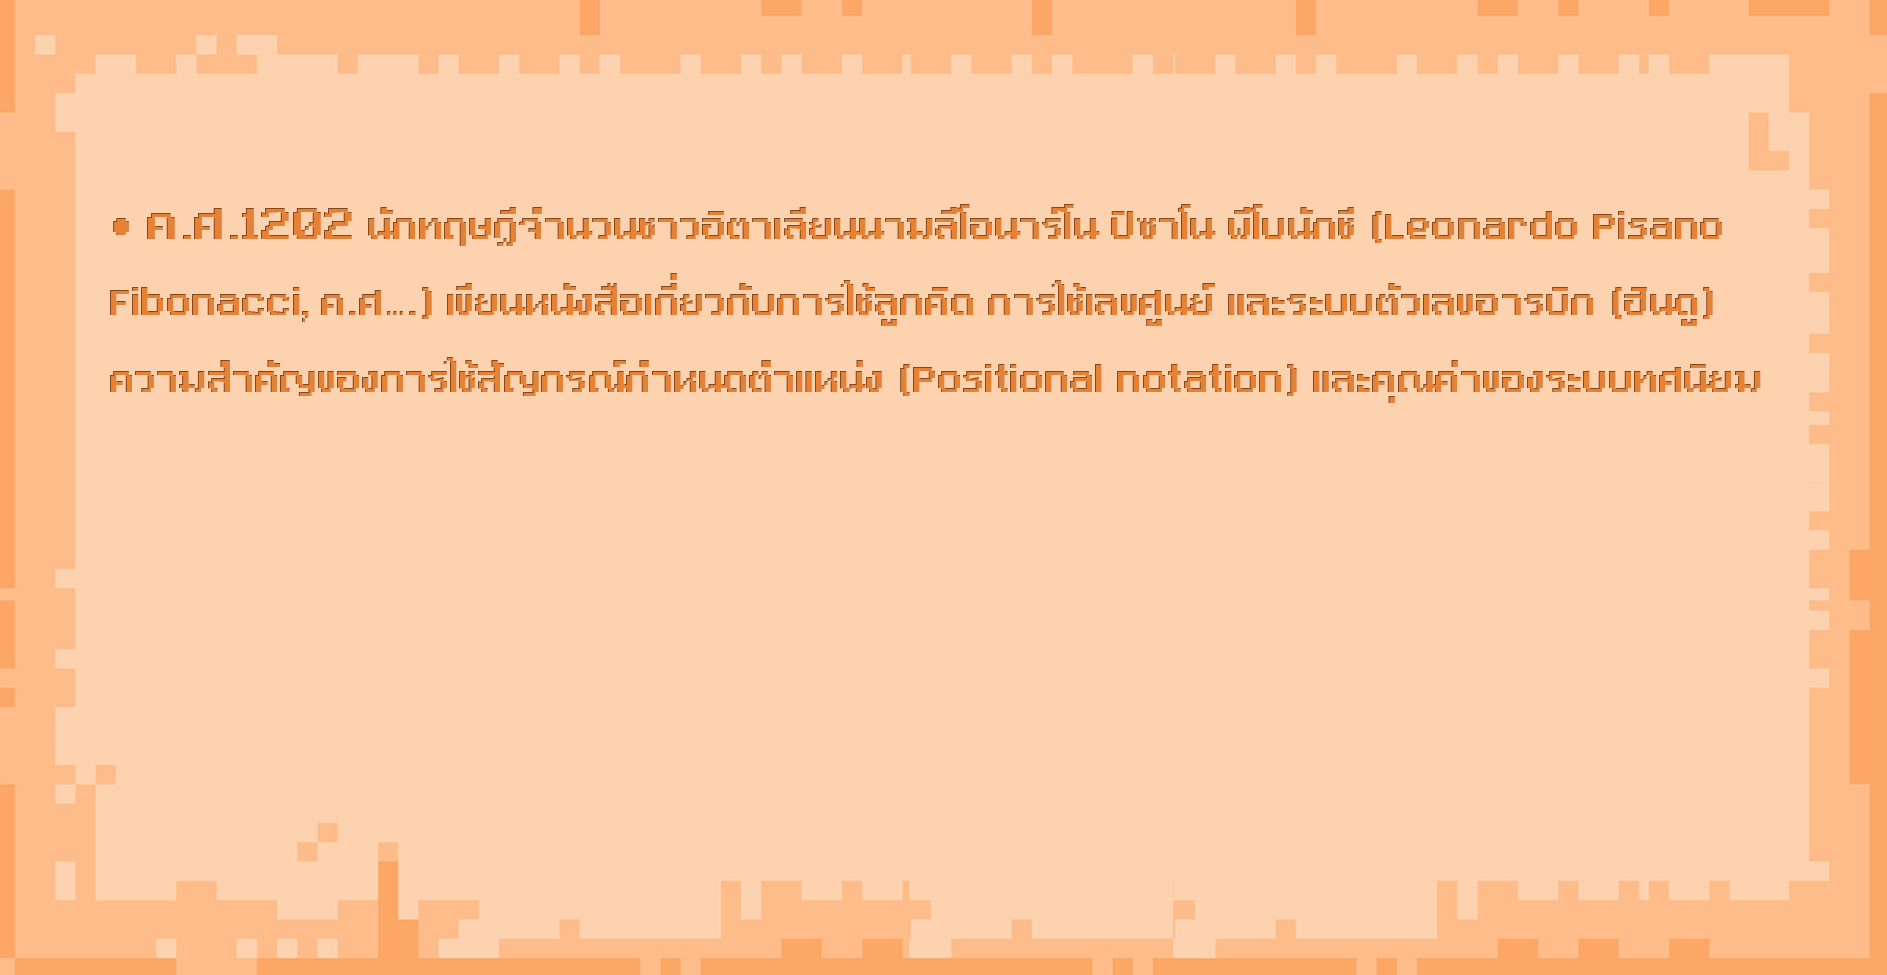 • ค.ศ.1202 นักทฤษฎีจำนวนชาวอิตาเลียนนามลีโอนาร์โน ปิซาโน ฟีโบนักชี (Leonardo Pisano
Fibonacci, ค.ศ….) เขียนหนังสือเกี่ยวกับการใช้ลูกคิด การใช้เลขศูนย์ และระบบตัวเลขอารบิก (ฮินดู)
ความสำคัญของการใช้สัญกรณ์กำหนดตำแหน่ง (Positional notation) และคุณค่าของระบบทศนิยม